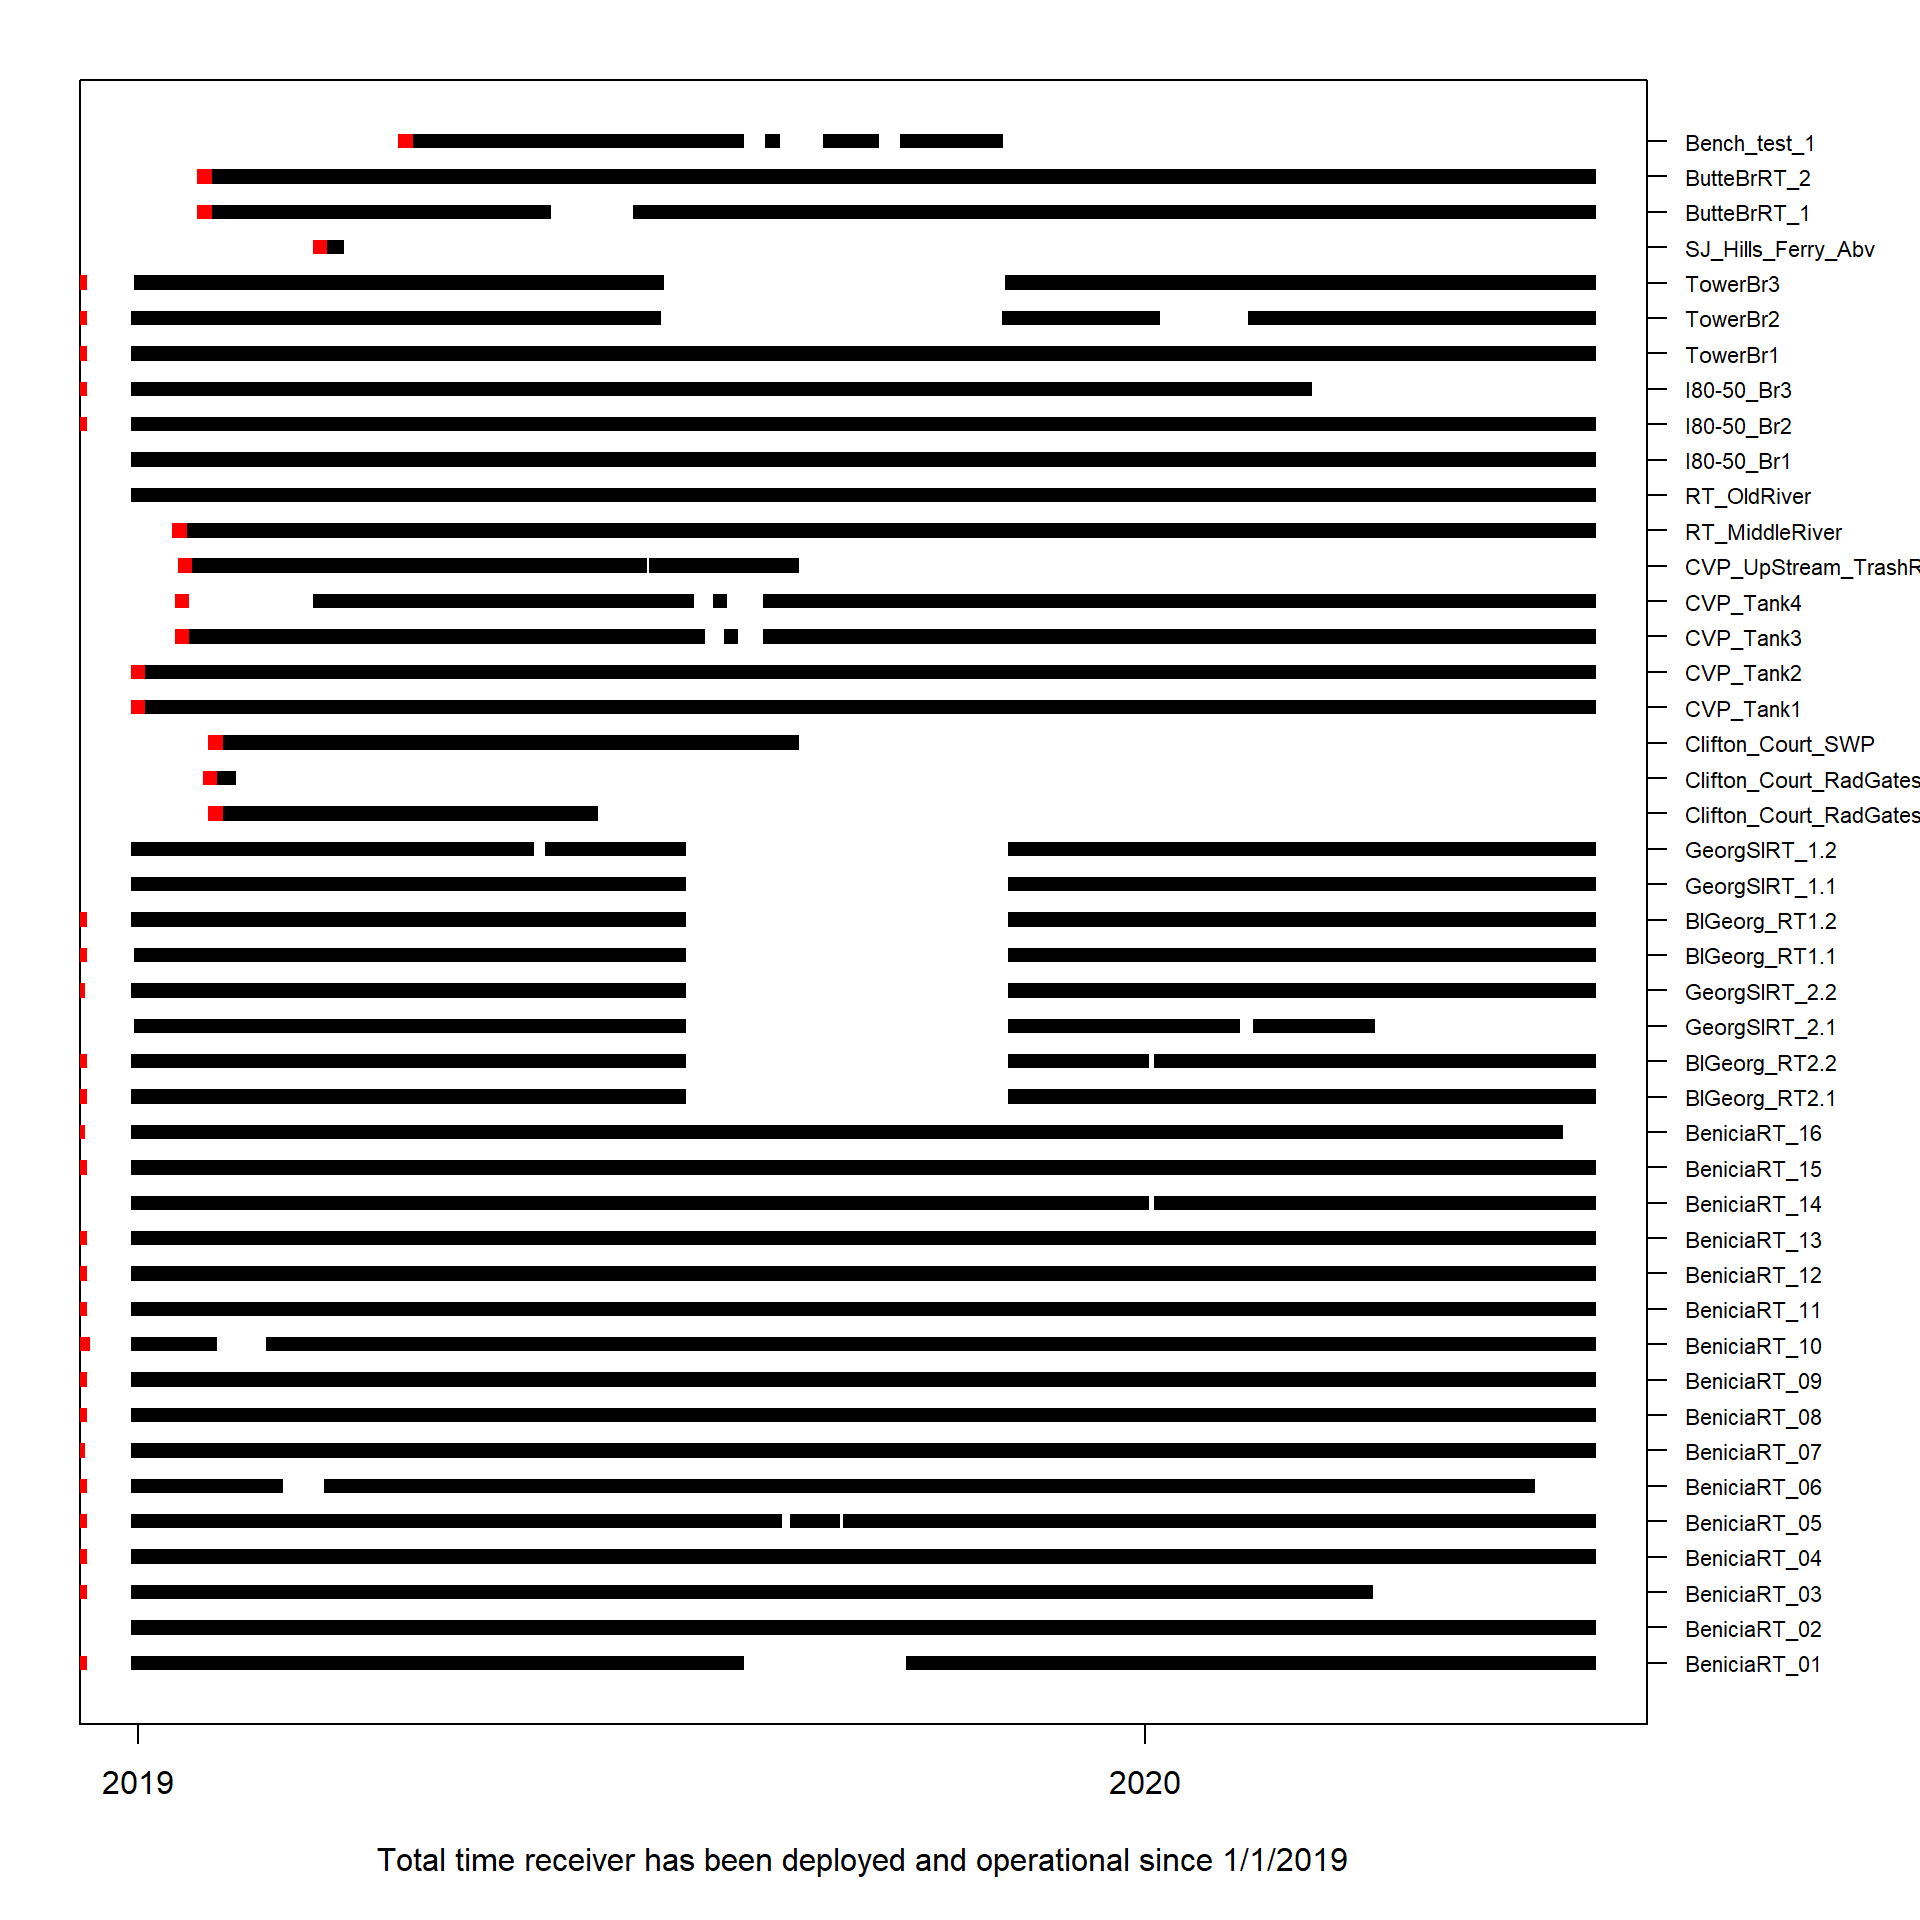 Bench_test_1
ButteBrRT_2
ButteBrRT_1
SJ_Hills_Ferry_Abv
TowerBr3
TowerBr2
TowerBr1
I80-50_Br3
I80-50_Br2
I80-50_Br1
RT_OldRiver
RT_MiddleRiver
CVP_UpStream_TrashR
CVP_Tank4
CVP_Tank3
CVP_Tank2
CVP_Tank1
Clifton_Court_SWP
Clifton_Court_RadGates
Clifton_Court_RadGates
GeorgSlRT_1.2
GeorgSlRT_1.1
BlGeorg_RT1.2
BlGeorg_RT1.1
GeorgSlRT_2.2
GeorgSlRT_2.1
BlGeorg_RT2.2
BlGeorg_RT2.1
BeniciaRT_16
BeniciaRT_15
BeniciaRT_14
BeniciaRT_13
BeniciaRT_12
BeniciaRT_11
BeniciaRT_10
BeniciaRT_09
BeniciaRT_08
BeniciaRT_07
BeniciaRT_06
BeniciaRT_05
BeniciaRT_04
BeniciaRT_03
BeniciaRT_02
BeniciaRT_01
2019 2020
Total time receiver has been deployed and operational since 1/1/2019